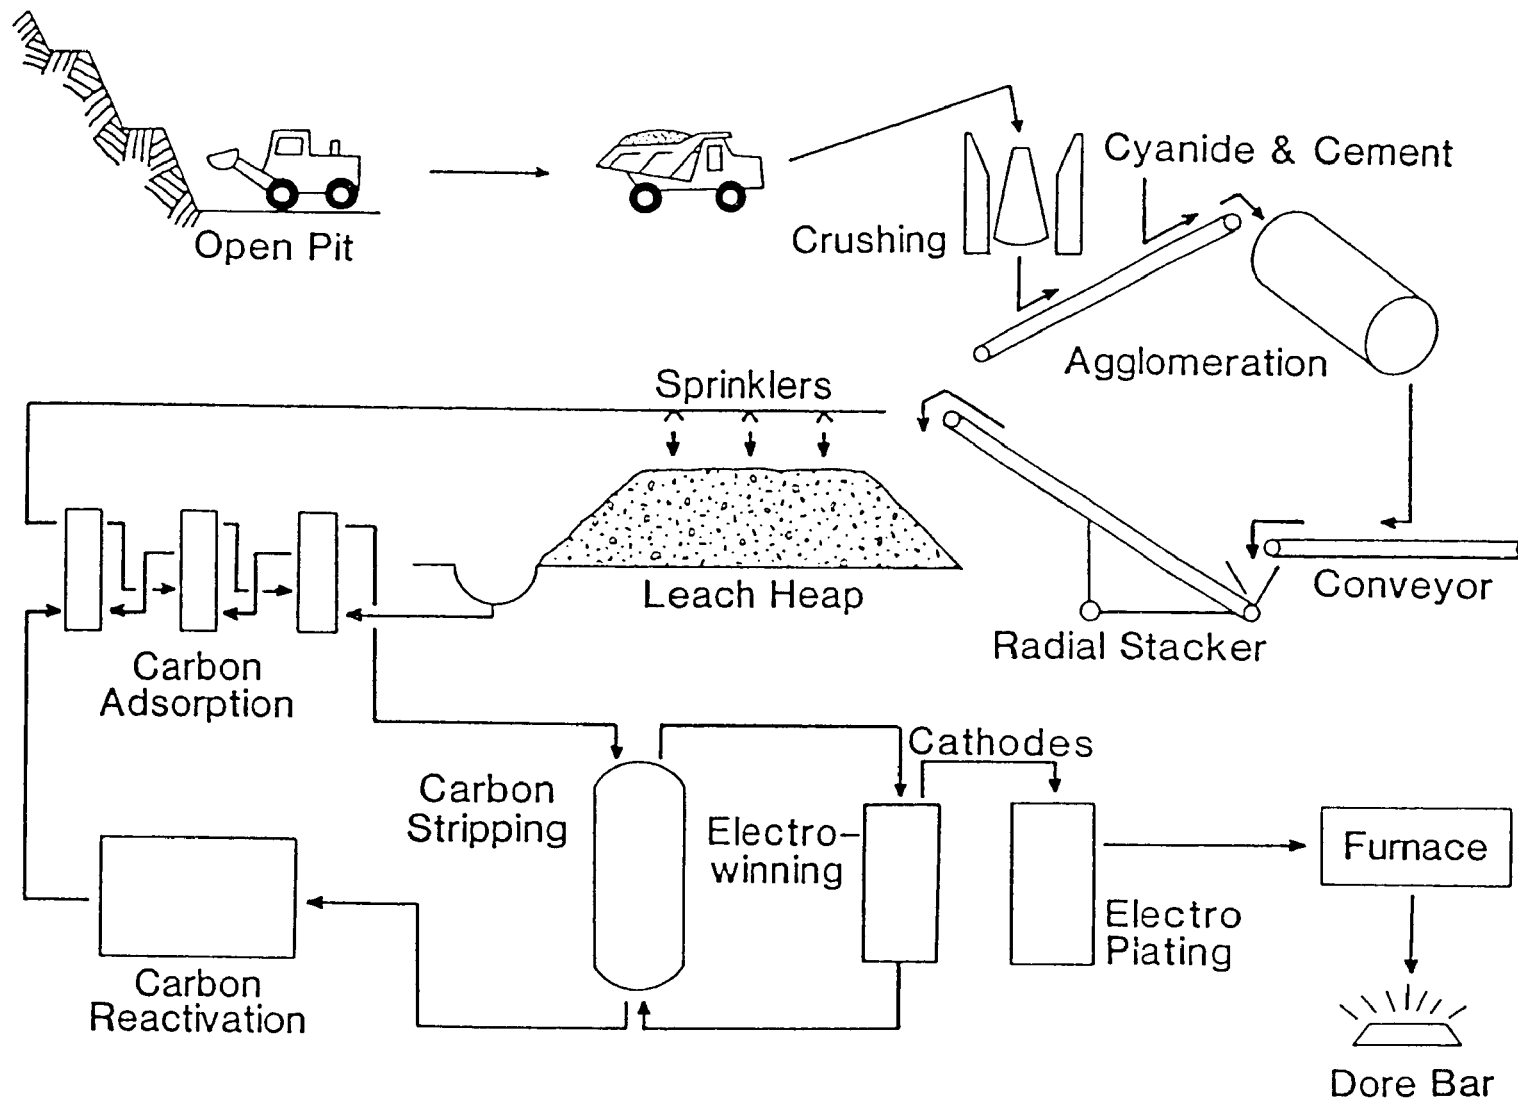 Open Pit
Crushing
Cyanide & Cement
Agglomeration
Sprinklers
Leach Heap
Conveyor
Radial Stacker
Carbon
Adsorption
Carbon
Stripping
Electro-
winning
Cathodes
Electro
Plating
Furnace
Carbon
Reactivation
Dore Bar